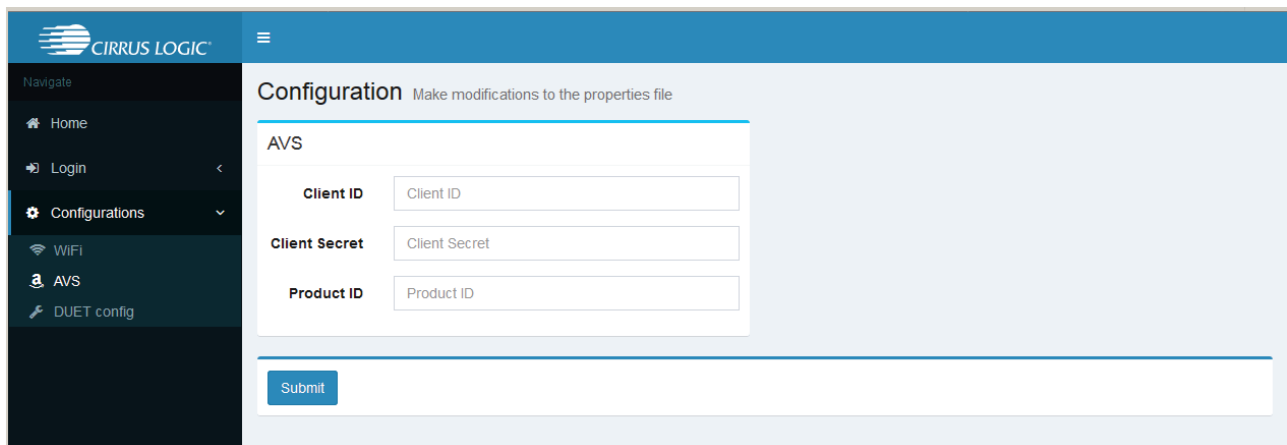 CIRRUS LOGIC®
Navigate
Home
Login
Configurations
WiFi
AVS
DUET config
Configuration Make modifications to the properties file
AVS
Client ID Client ID
Client Secret Client Secret
Product ID Product ID
Submit